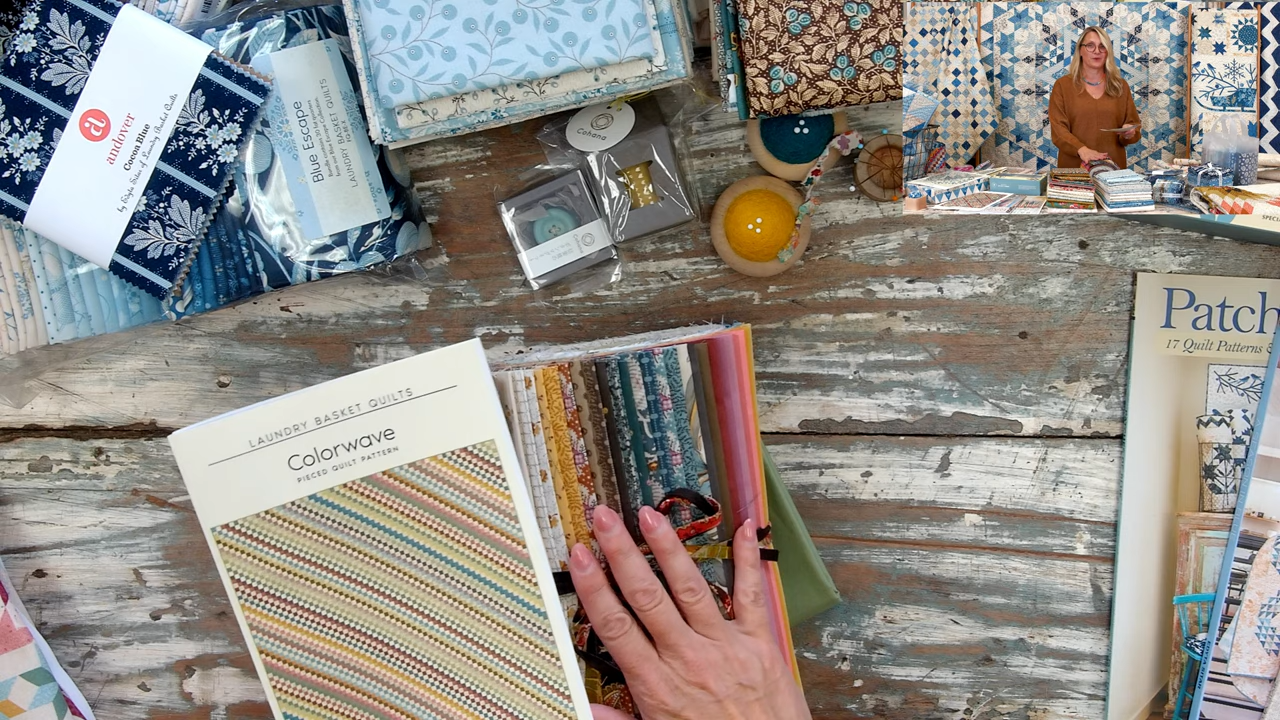 a
andover
Cocoa Blue
by Edyta Sitar of Laundry Basket Quilts
Blue Escape
LAUNDRY BASKET QUILTS
Cohana
LAUNDRY BASKET QUILTS
Colorwave
PIECED QUILT PATTERN
Patch
17 Quilt Patterns &
SPEC